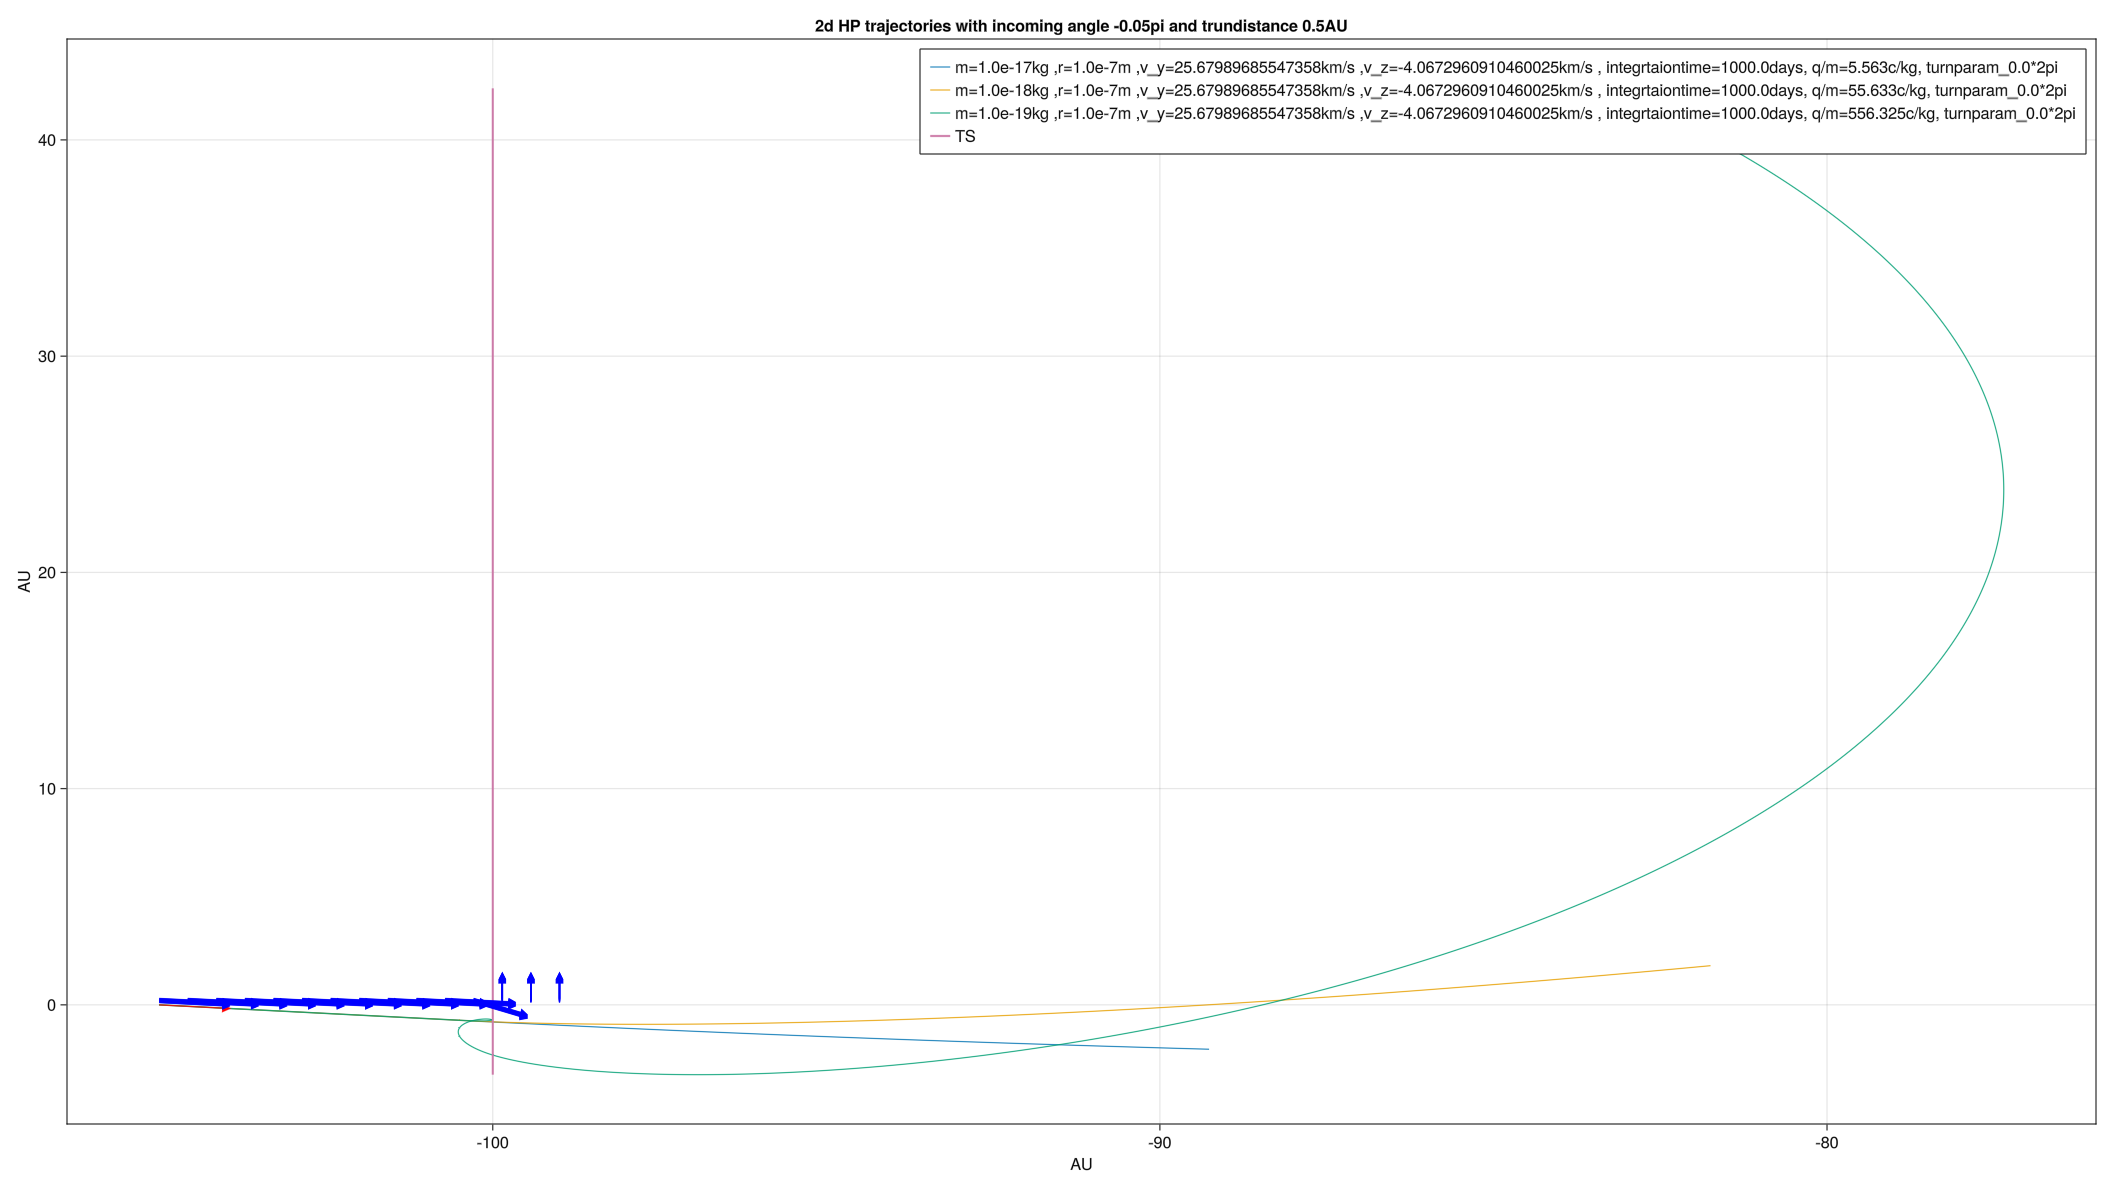 2d HP trajectories with incoming angle -0.05pi and trundistance 0.5AU
m=1.0e-17kg ,r=1.0e-7m ,v_y=25.67989685547358km/s ,v_z=-4.0672960910460025km/s , integrtaiontime=1000.0days, q/m=5.563c/kg, turnparam_0.0*2pi
m=1.0e-18kg ,r=1.0e-7m ,v_y=25.67989685547358km/s ,v_z=-4.0672960910460025km/s , integrtaiontime=1000.0days, q/m=55.633c/kg, turnparam_0.0*2pi
m=1.0e-19kg ,r=1.0e-7m ,v_y=25.67989685547358km/s ,v_z=-4.0672960910460025km/s , integrtaiontime=1000.0days, q/m=556.325c/kg, turnparam_0.0*2pi
TS
40
30
20
10
0
AU
-100
-90
-80
AU